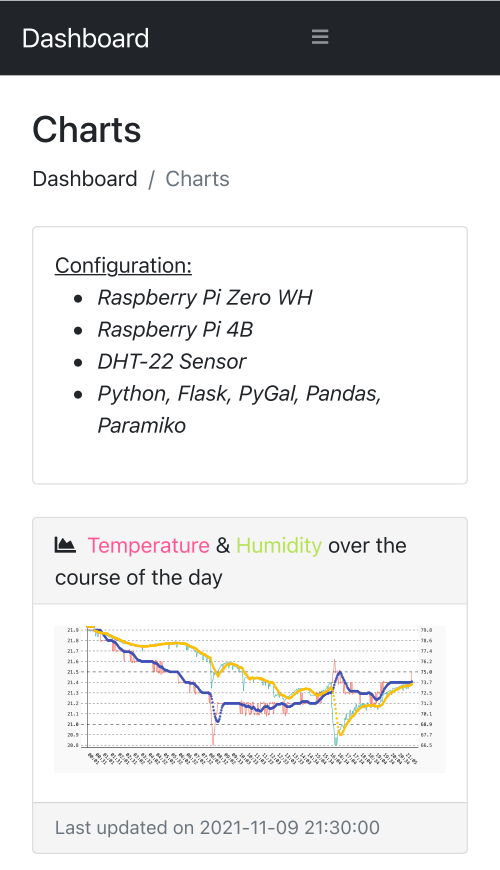 Dashboard
Charts
Dashboard / Charts
Configuration:
Raspberry Pi Zero WH
Raspberry Pi 4B
DHT-22 Sensor
Python, Flask, PyGal, Pandas,
Paramiko
Temperature & Humidity over the
course of the day
21.9 79.8
21.8 78.6
21.7 77.4
21.6 76.2
21.5 75.0
21.4 73.7
21.3 72.5
21.2 71.3
21.1 70.1
21.0 68.9
20.9 67.7
20.8 66.5
Last updated on 2021-11-09 21:30:00